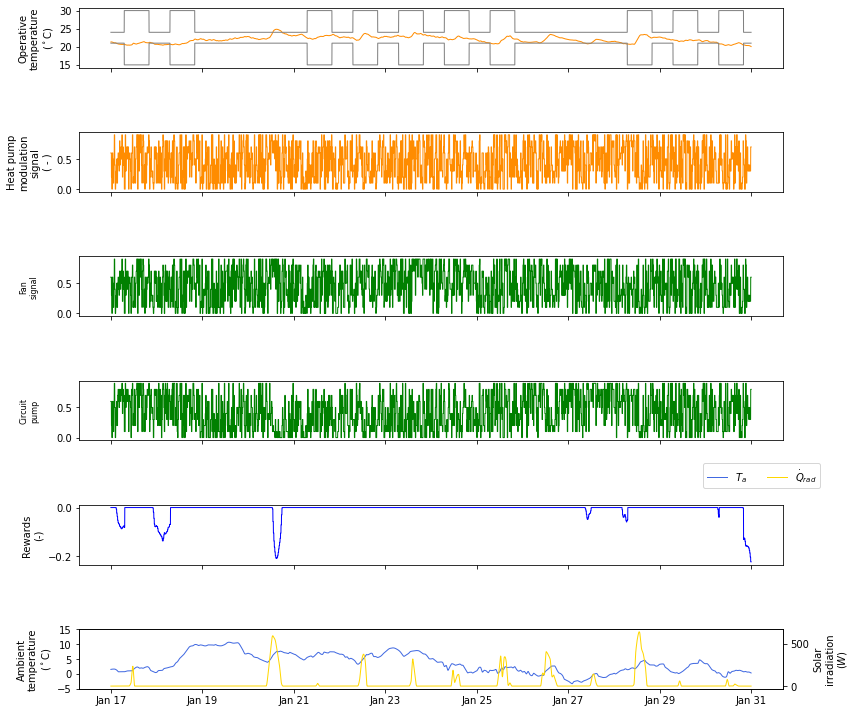 Operative
temperature
(°C)
30
25
20
15
Heat pump
modulation
signal
( - )
0.5
0.0
Fan
signal
0.5
0.0
Circuit
pump
0.5
0.0
T_a
Q̇_rad
Rewards
(-)
0.0
−0.2
Ambient
temperature
(°C)
15
10
5
0
−5
500
0
Solar
irradiation
(W)
Jan 17 Jan 19 Jan 21 Jan 23 Jan 25 Jan 27 Jan 29 Jan 31